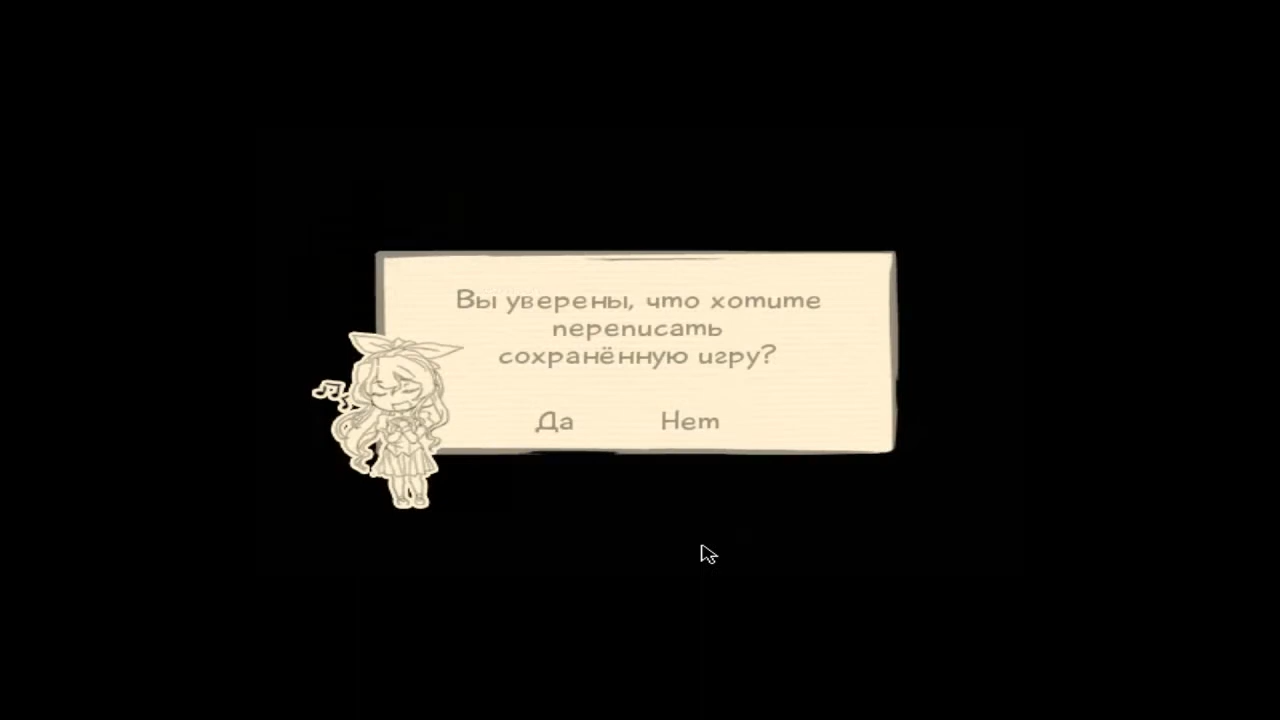 Вы уверены, что хотите
переписать
сохранённую игру?
Да Нет